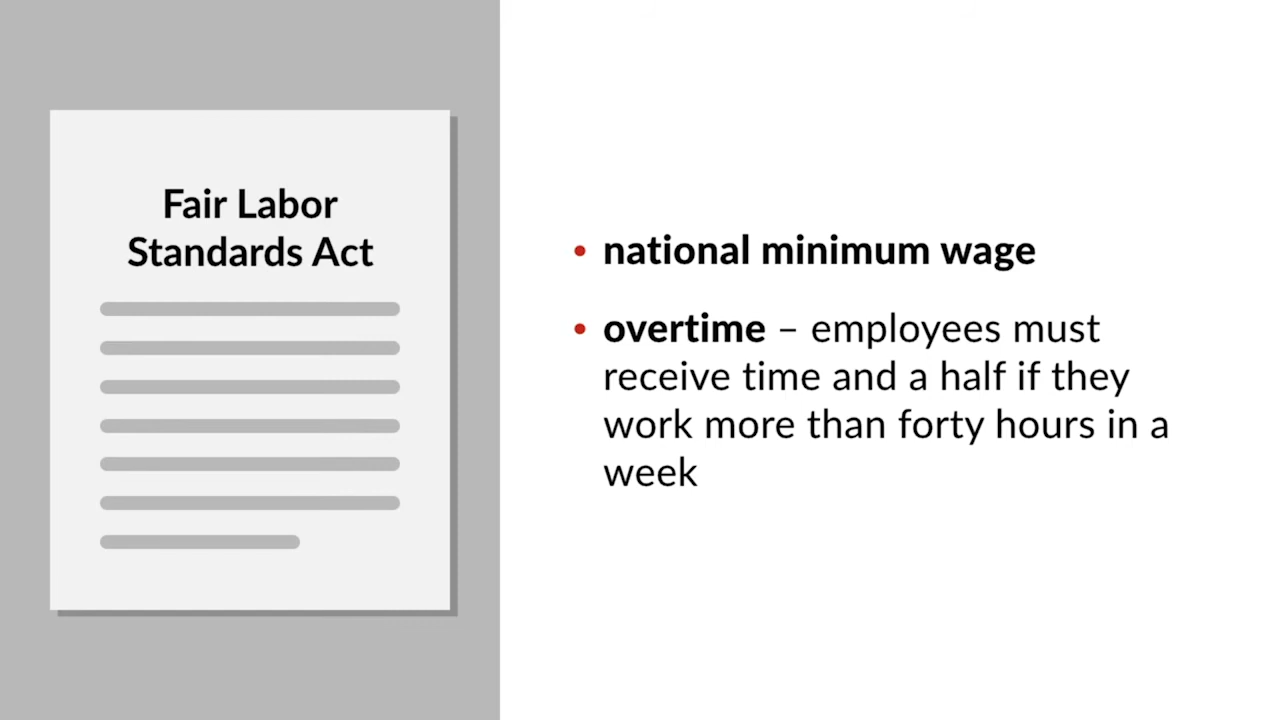 Fair Labor
Standards Act
• national minimum wage
• overtime – employees must
receive time and a half if they
work more than forty hours in a
week